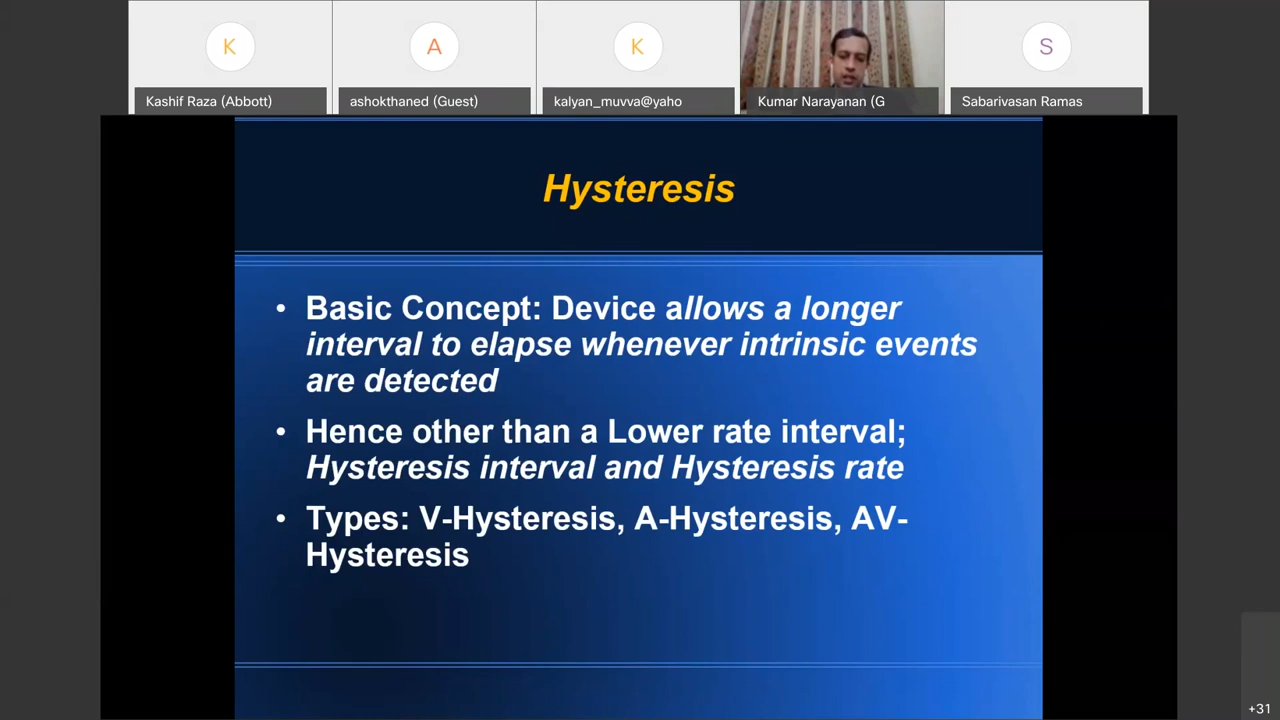 K
A
K
S
Kashif Raza (Abbott)
ashokthaned (Guest)
kalyan_muvva@yaho
Kumar Narayanan (G
Sabarivasan Ramas
Hysteresis
• Basic Concept: Device allows a longer
interval to elapse whenever intrinsic events
are detected
• Hence other than a Lower rate interval;
Hysteresis interval and Hysteresis rate
• Types: V-Hysteresis, A-Hysteresis, AV-
Hysteresis
+31